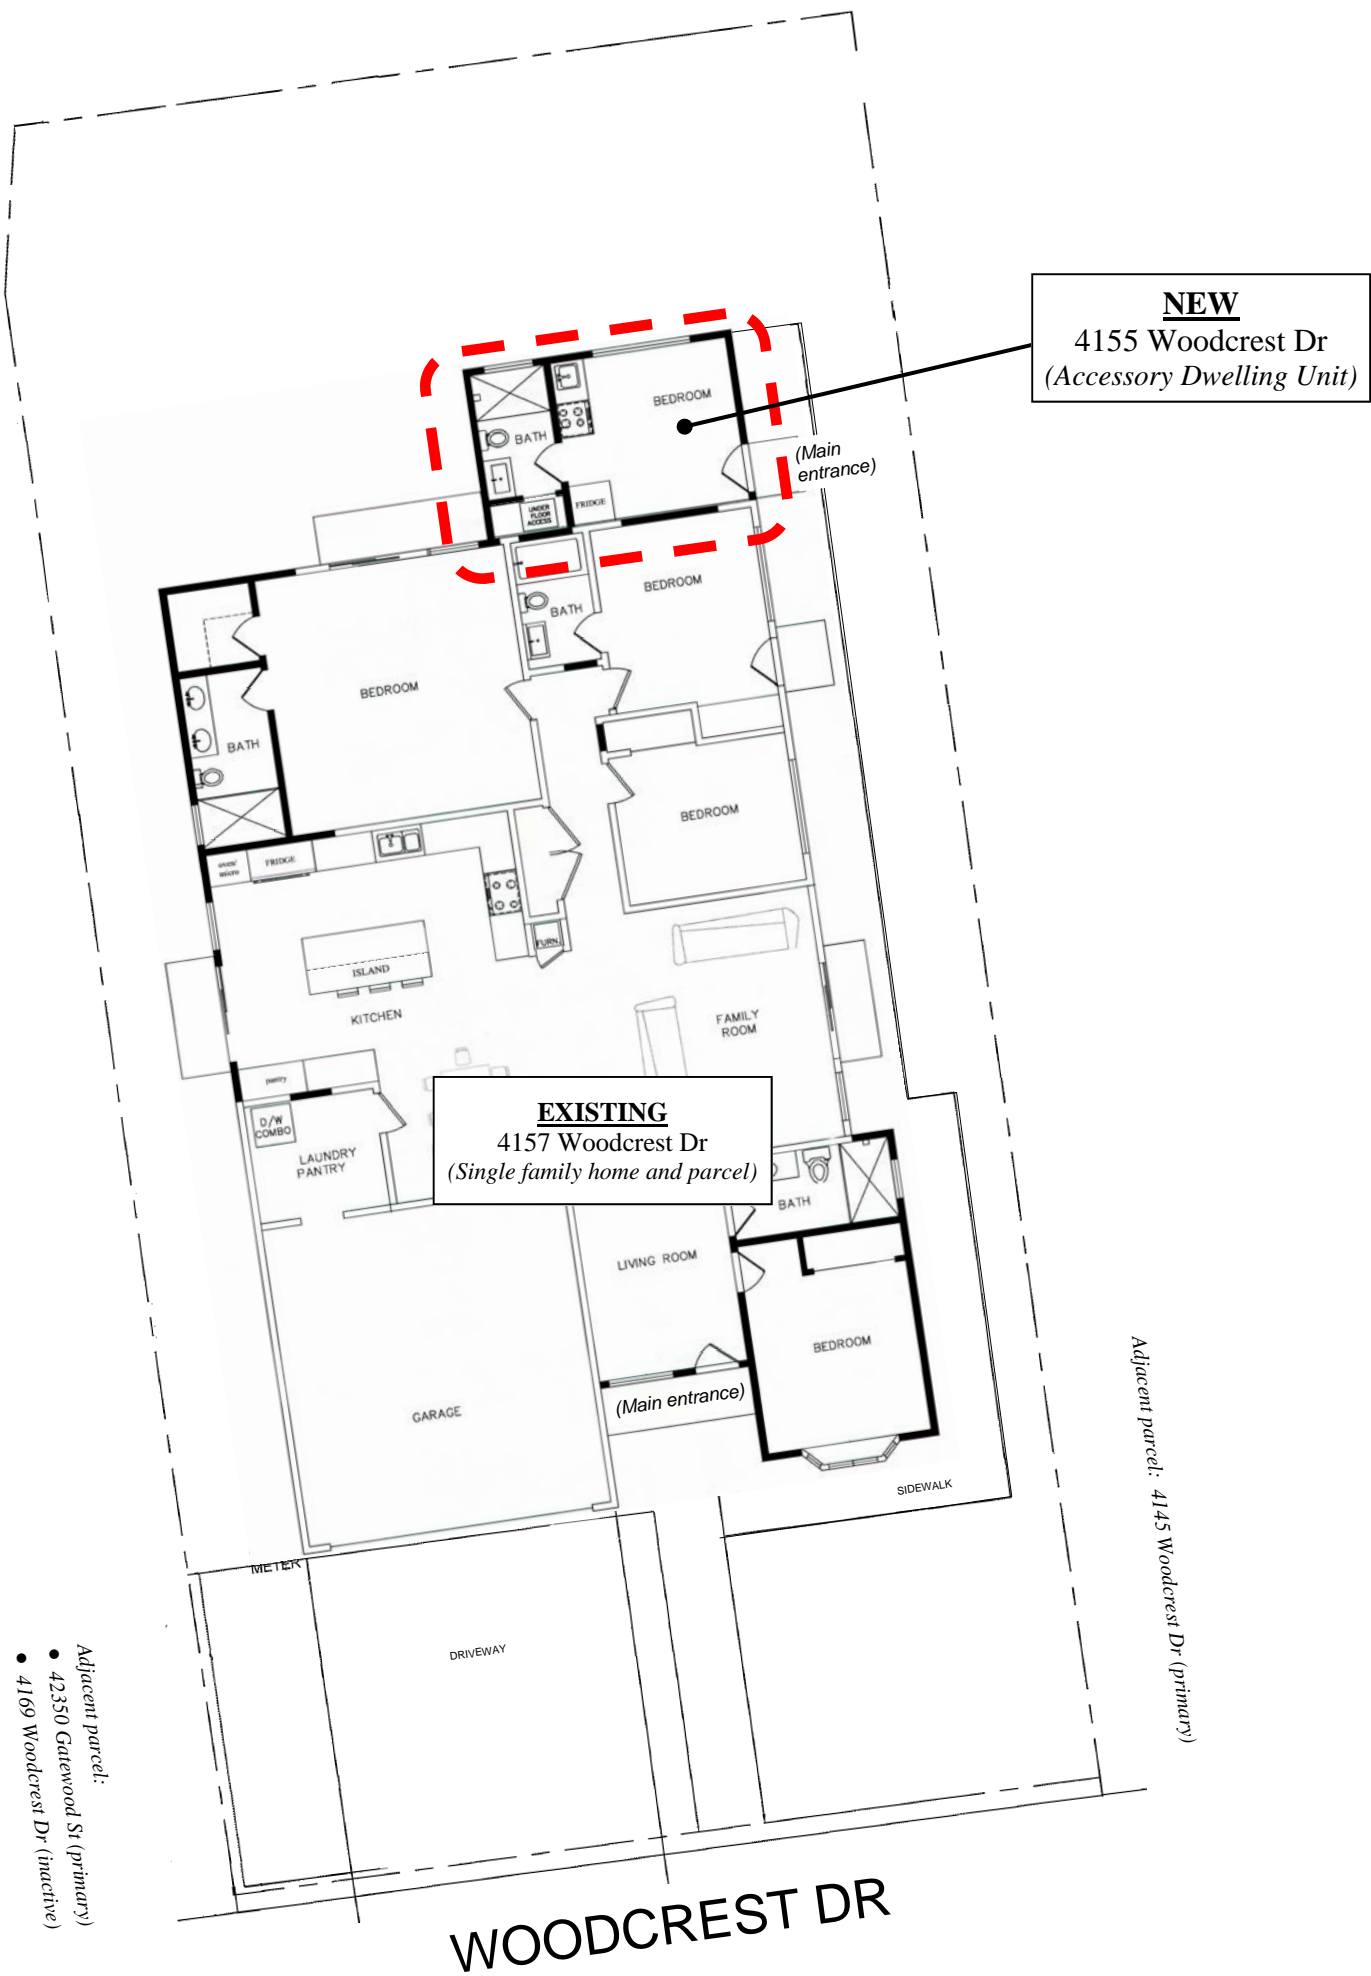 NEW
4155 Woodcrest Dr
(Accessory Dwelling Unit)
BEDROOM
BATH
(Main
entrance)
UNDER
FLOOR
ACCESS
FRIDGE
BEDROOM
BATH
BEDROOM
BATH
BEDROOM
oven/
micro
FRIDGE
FURN.
ISLAND
KITCHEN
FAMILY
ROOM
pantry
D/W
COMBO
LAUNDRY
PANTRY
EXISTING
4157 Woodcrest Dr
(Single family home and parcel)
BATH
LIVING ROOM
BEDROOM
(Main entrance)
GARAGE
SIDEWALK
METER
DRIVEWAY
Adjacent parcel: 4145 Woodcrest Dr (primary)
Adjacent parcel:
● 42350 Gatewood St (primary)
● 4169 Woodcrest Dr (inactive)
WOODCREST DR